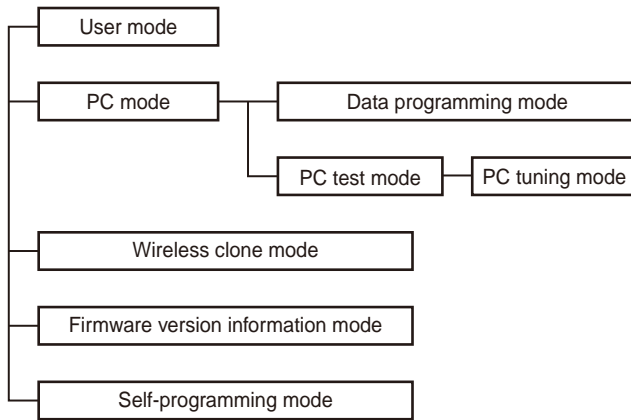 User mode
PC mode
Data programming mode
PC test mode
PC tuning mode
Wireless clone mode
Firmware version information mode
Self-programming mode